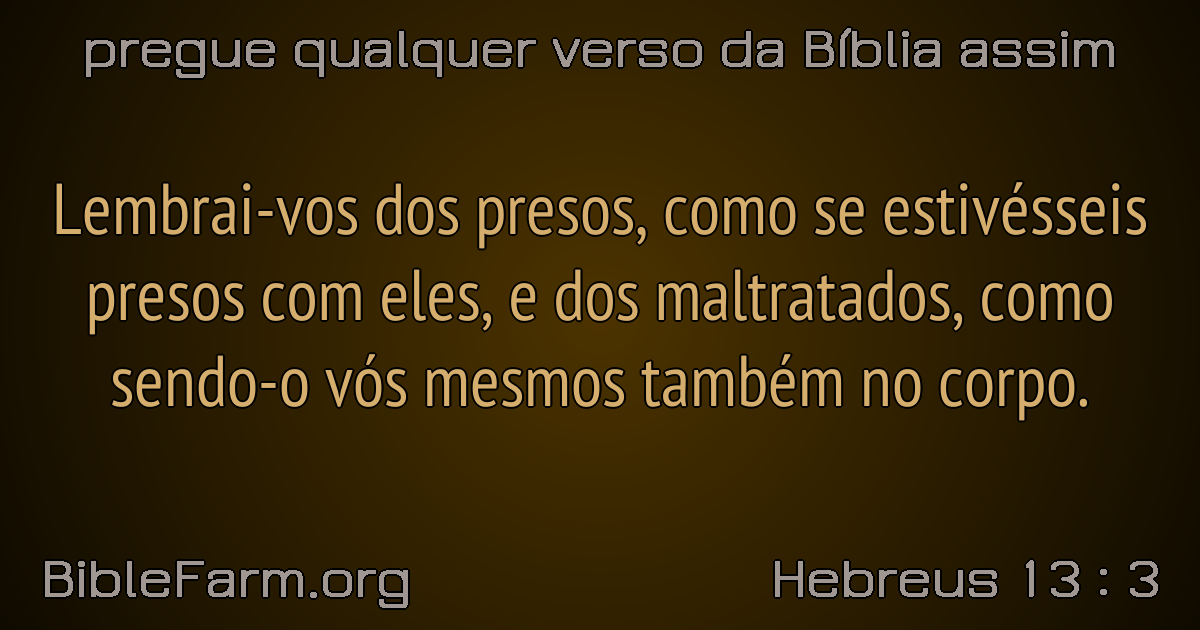 pregue qualquer verso da Bíblia assim
Lembrai-vos dos presos, como se estivésseis
presos com eles, e dos maltratados, como
sendo-o vós mesmos também no corpo.
BibleFarm.org
Hebreus 13 : 3